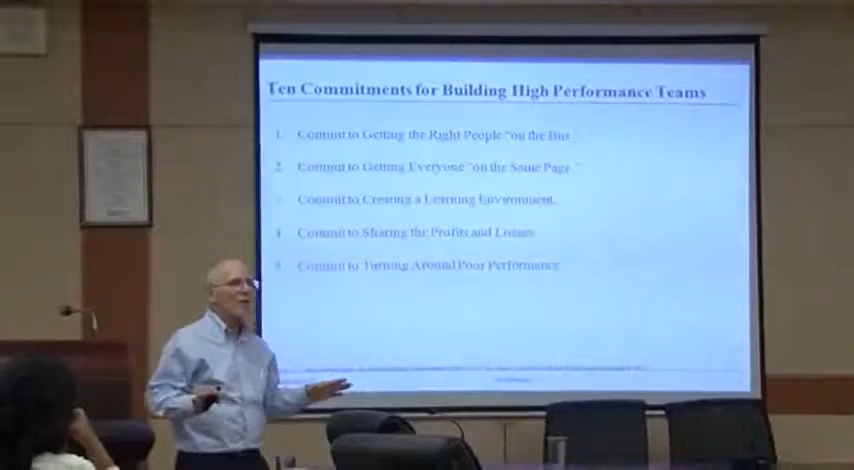 Ten Commitments for Building High Performance Teams
1. Commit to Getting the Right People "on the Bus
2. Commit to Getting Everyone "on the Same Page."
3. Commit to Creating a Learning Environment.
4. Commit to Sharing the Profits and Losses
5. Commit to Turning Around Poor Performance